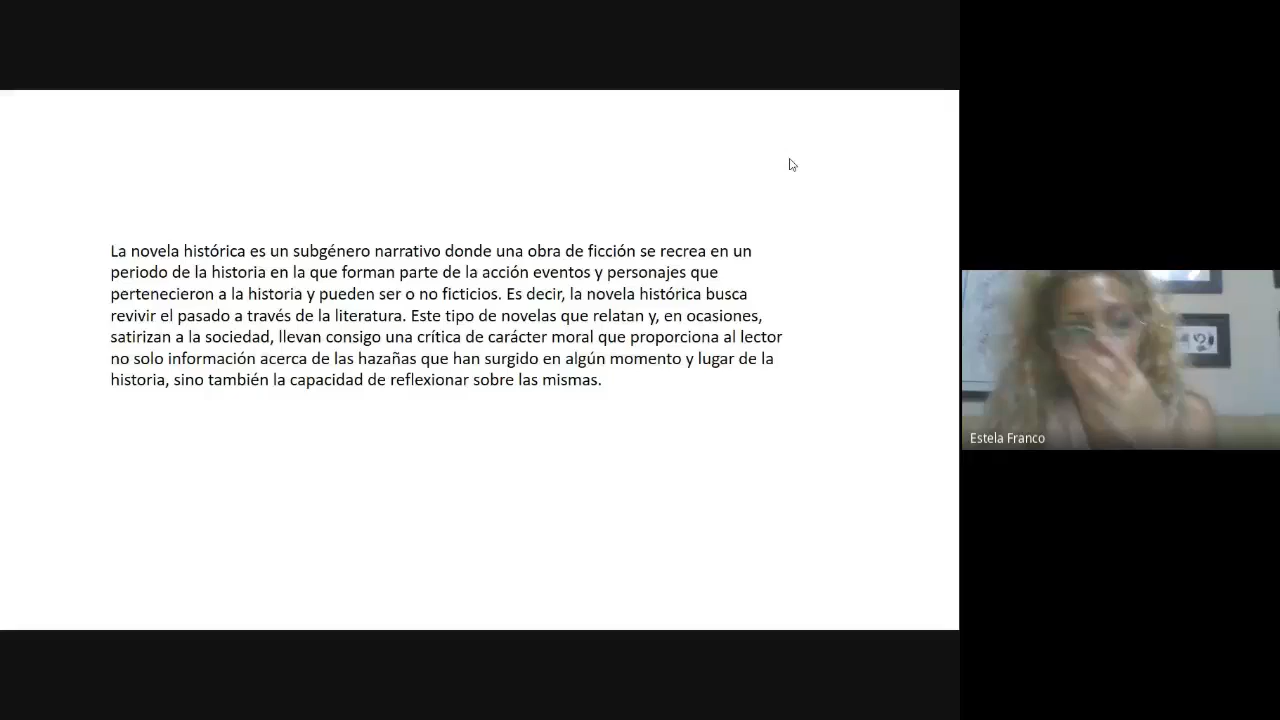 La novela histórica es un subgénero narrativo donde una obra de ficción se recrea en un
periodo de la historia en la que forman parte de la acción eventos y personajes que
pertenecieron a la historia y pueden ser o no ficticios. Es decir, la novela histórica busca
revivir el pasado a través de la literatura. Este tipo de novelas que relatan y, en ocasiones,
satirizan a la sociedad, llevan consigo una crítica de carácter moral que proporciona al lector
no solo información acerca de las hazañas que han surgido en algún momento y lugar de la
historia, sino también la capacidad de reflexionar sobre las mismas.
Estela Franco